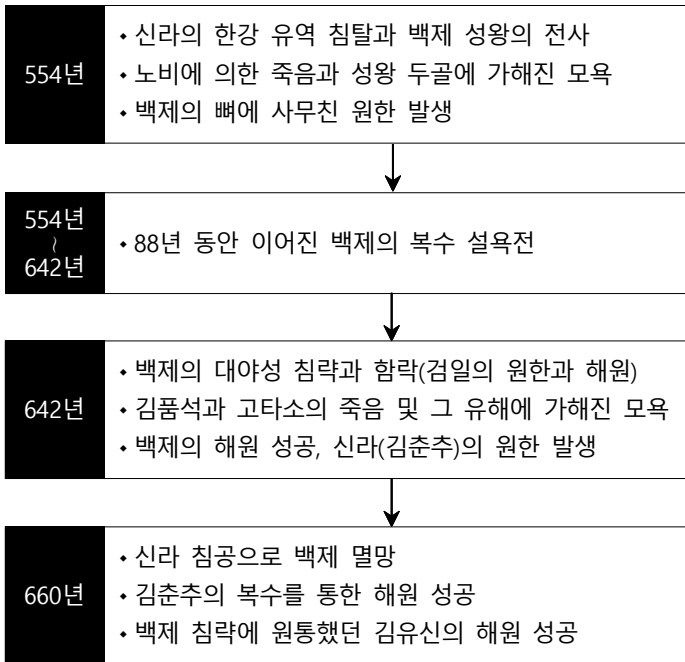 554년
• 신라의 한강 유역 침탈과 백제 성왕의 전사
• 노비에 의한 죽음과 성왕 두골에 가해진 모욕
• 백제의 뼈에 사무친 원한 발생
554년
~
642년
• 88년 동안 이어진 백제의 복수 설욕전
642년
• 백제의 대야성 침략과 함락(검일의 원한과 해원)
• 김품석과 고타소의 죽음 및 그 유해에 가해진 모욕
• 백제의 해원 성공, 신라(김춘추)의 원한 발생
660년
• 신라 침공으로 백제 멸망
• 김춘추의 복수를 통한 해원 성공
• 백제 침략에 원통했던 김유신의 해원 성공